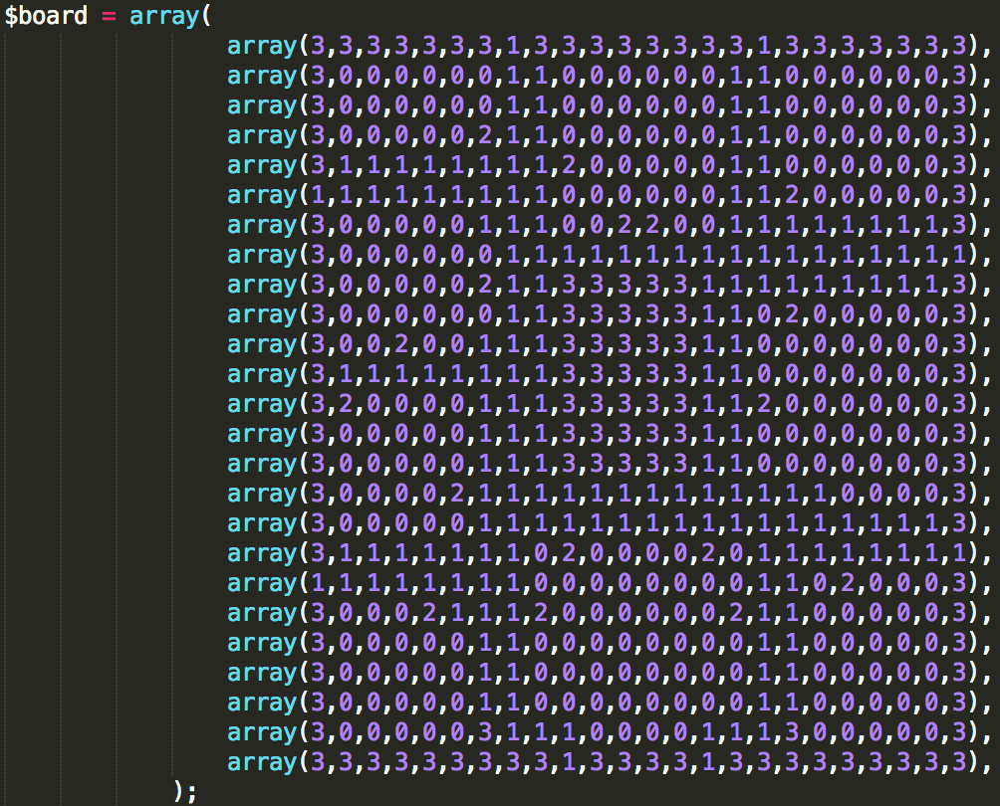 $board = array(
array(3,3,3,3,3,3,3,1,3,3,3,3,3,3,3,3,1,3,3,3,3,3,3,3),
array(3,0,0,0,0,0,0,1,1,0,0,0,0,0,0,1,1,0,0,0,0,0,0,3),
array(3,0,0,0,0,0,0,1,1,0,0,0,0,0,0,1,1,0,0,0,0,0,0,3),
array(3,0,0,0,0,0,2,1,1,0,0,0,0,0,0,1,1,0,0,0,0,0,0,3),
array(3,1,1,1,1,1,1,1,1,2,0,0,0,0,0,1,1,0,0,0,0,0,0,3),
array(1,1,1,1,1,1,1,1,1,0,0,0,0,0,0,1,1,2,0,0,0,0,0,3),
array(3,0,0,0,0,0,1,1,1,0,0,2,2,0,0,1,1,1,1,1,1,1,1,3),
array(3,0,0,0,0,0,0,1,1,1,1,1,1,1,1,1,1,1,1,1,1,1,1,1),
array(3,0,0,0,0,0,2,1,1,3,3,3,3,3,1,1,1,1,1,1,1,1,1,3),
array(3,0,0,0,0,0,0,1,1,3,3,3,3,3,1,1,0,2,0,0,0,0,0,3),
array(3,0,0,2,0,0,1,1,1,3,3,3,3,3,1,1,0,0,0,0,0,0,0,3),
array(3,1,1,1,1,1,1,1,1,3,3,3,3,3,1,1,0,0,0,0,0,0,0,3),
array(3,2,0,0,0,0,1,1,1,3,3,3,3,3,1,1,2,0,0,0,0,0,0,3),
array(3,0,0,0,0,0,1,1,1,3,3,3,3,3,1,1,0,0,0,0,0,0,0,3),
array(3,0,0,0,0,0,1,1,1,3,3,3,3,3,1,1,0,0,0,0,0,0,0,3),
array(3,0,0,0,0,2,1,1,1,1,1,1,1,1,1,1,1,1,1,0,0,0,0,3),
array(3,0,0,0,0,0,1,1,1,1,1,1,1,1,1,1,1,1,1,1,1,1,1,3),
array(3,1,1,1,1,1,1,1,0,2,0,0,0,0,2,0,1,1,1,1,1,1,1,1),
array(1,1,1,1,1,1,1,1,0,0,0,0,0,0,0,0,1,1,0,2,0,0,0,3),
array(3,0,0,0,2,1,1,1,2,0,0,0,0,0,0,2,1,1,0,0,0,0,0,3),
array(3,0,0,0,0,0,1,1,0,0,0,0,0,0,0,0,1,1,0,0,0,0,0,3),
array(3,0,0,0,0,0,1,1,0,0,0,0,0,0,0,0,1,1,0,0,0,0,0,3),
array(3,0,0,0,0,0,1,1,0,0,0,0,0,0,0,0,1,1,0,0,0,0,0,3),
array(3,0,0,0,0,0,3,1,1,1,0,0,0,0,1,1,1,3,0,0,0,0,0,3),
array(3,3,3,3,3,3,3,3,3,1,3,3,3,3,1,3,3,3,3,3,3,3,3,3),
);